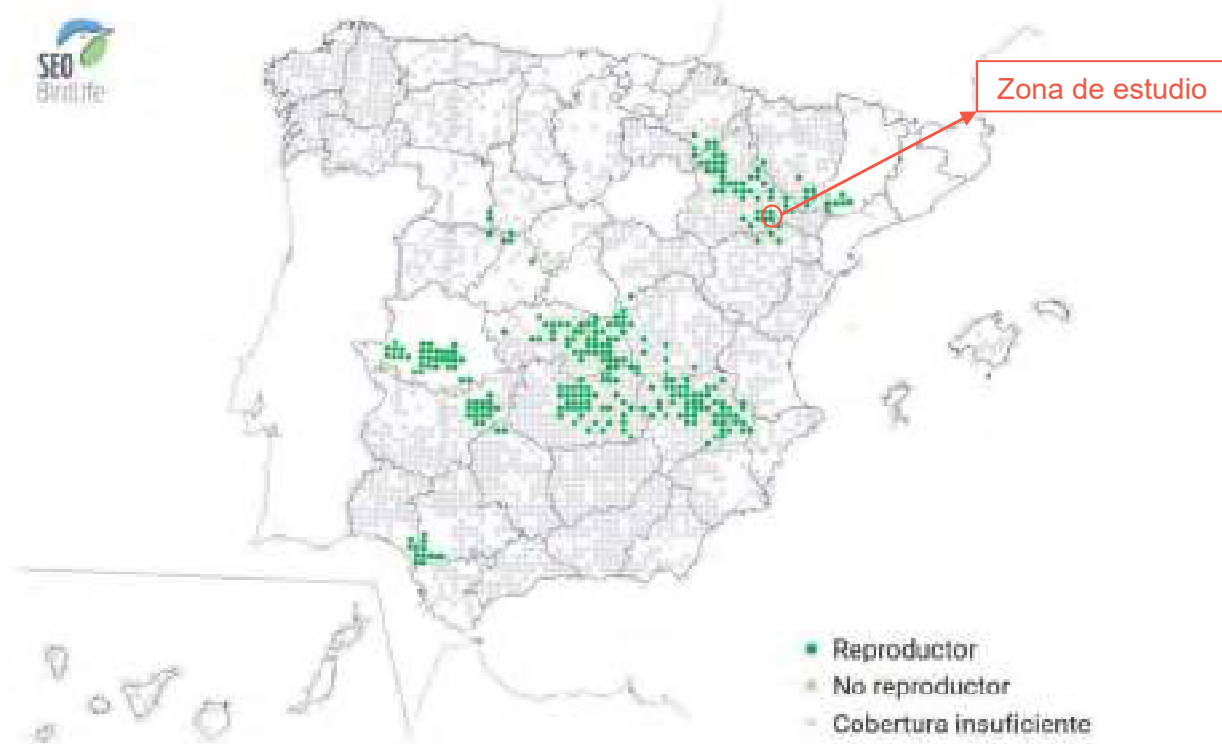 SEO
BirdLife
Zona de estudio
Reproductor
No reproductor
Cobertura insuficiente